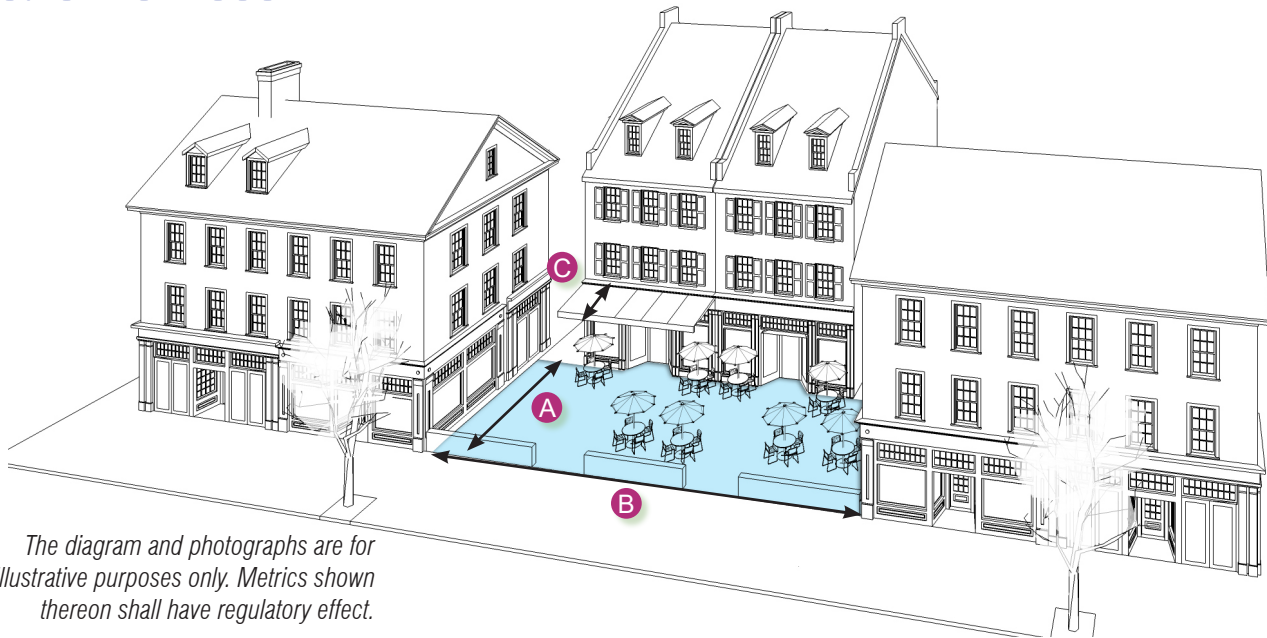 C
A
B
The diagram and photographs are for
illustrative purposes only. Metrics shown
thereon shall have regulatory effect.